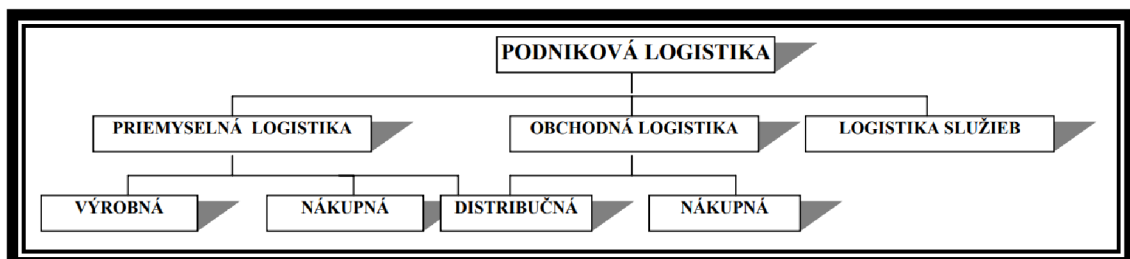 PODNIKOVÁ LOGISTIKA
PRIEMYSELNÁ LOGISTIKA
OBCHODNÁ LOGISTIKA
LOGISTIKA SLUŽIEB
VÝROBNÁ
NÁKUPNÁ
DISTRIBUČNÁ
NÁKUPNÁ